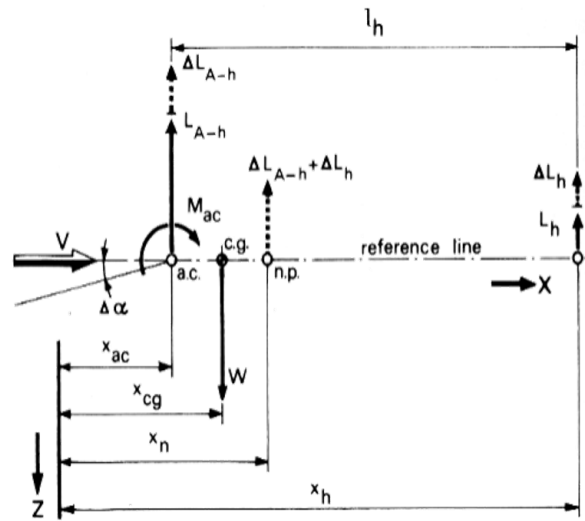 l_h
ΔL_A-h
L_A-h
ΔL_A-h + ΔL_h
ΔL_h
M_ac
L_h
V
c.g.
reference line
a.c.
n.p.
X
Δα
x_ac
W
x_cg
x_n
x_h
Z